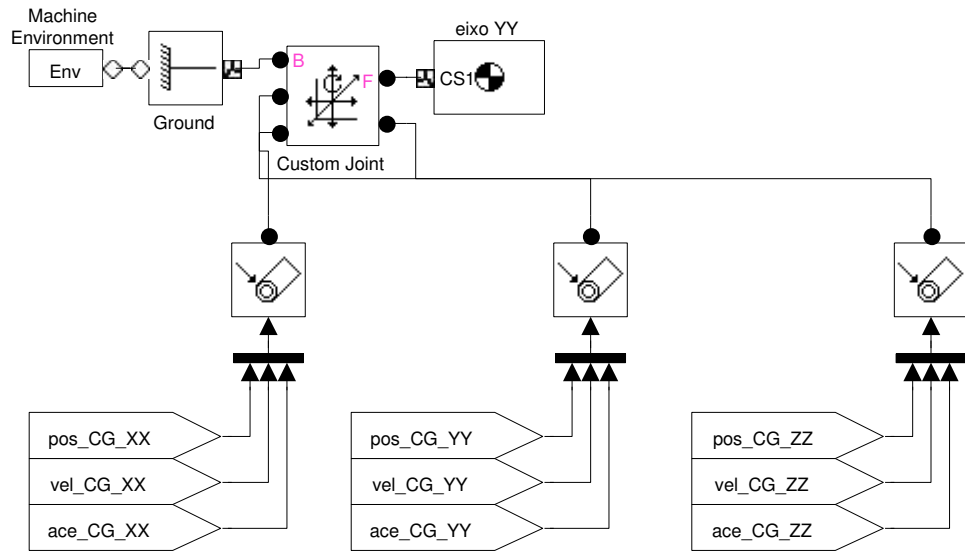 Machine
Environment
Env
Ground
B
F
Custom Joint
eixo YY
CS1
pos_CG_XX
vel_CG_XX
ace_CG_XX
pos_CG_YY
vel_CG_YY
ace_CG_YY
pos_CG_ZZ
vel_CG_ZZ
ace_CG_ZZ